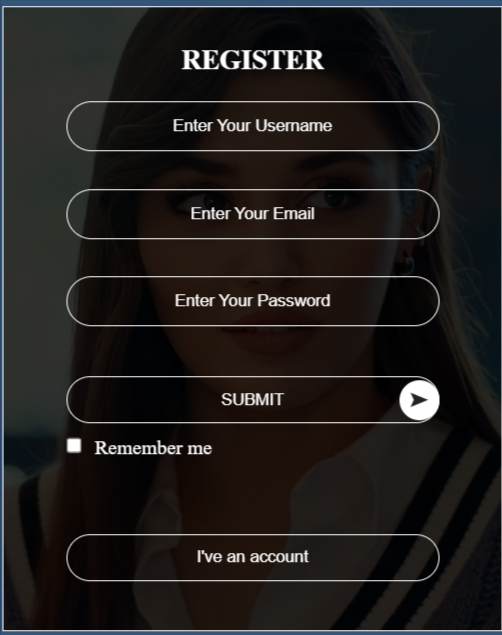 REGISTER
Enter Your Username
Enter Your Email
Enter Your Password
SUBMIT
Remember me
I've an account